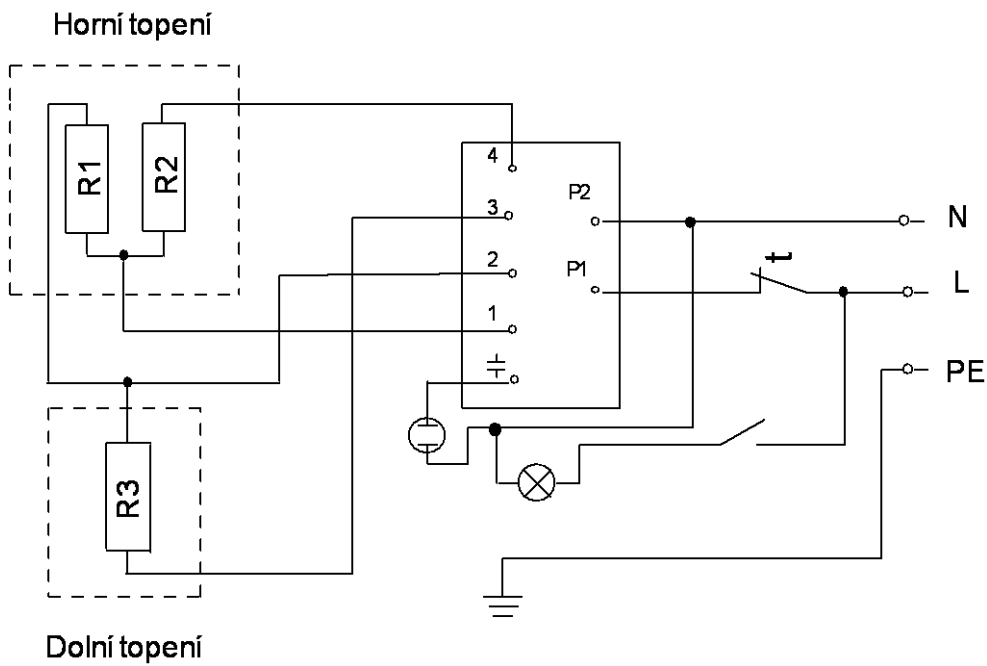 Horní topení
R1
R2
4
3
2
1
P2
P1
t
N
L
PE
R3
Dolní topení